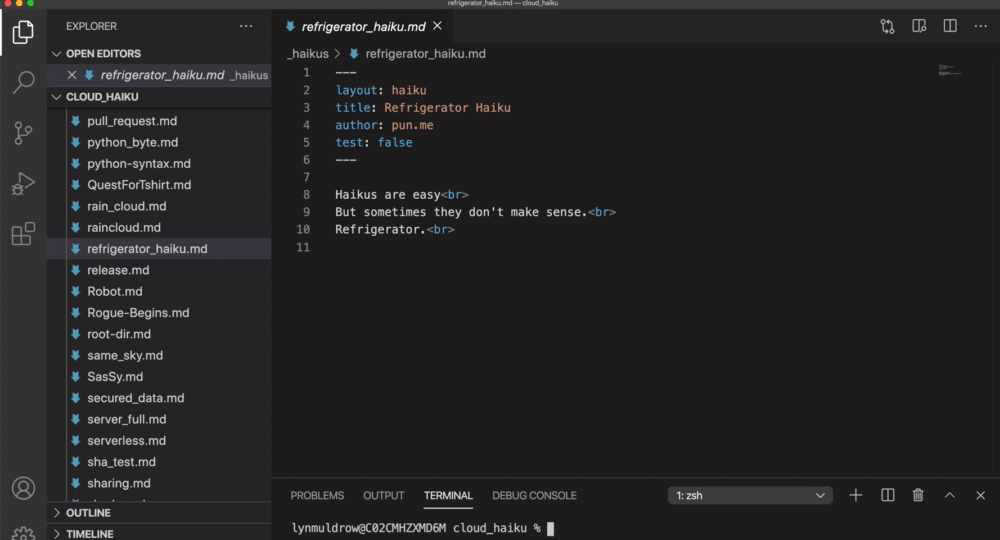 refrigerator_haiku.md — cloud_haiku
EXPLORER
OPEN EDITORS
refrigerator_haiku.md _haikus
CLOUD_HAIKU
pull_request.md
python_byte.md
python-syntax.md
QuestForTshirt.md
rain_cloud.md
raincloud.md
refrigerator_haiku.md
release.md
Robot.md
Rogue-Begins.md
root-dir.md
same_sky.md
SasSy.md
secured_data.md
server_full.md
serverless.md
sha_test.md
sharing.md
OUTLINE
TIMELINE
refrigerator_haiku.md
_haikus > refrigerator_haiku.md
1 ---
2 layout: haiku
3 title: Refrigerator Haiku
4 author: pun.me
5 test: false
6 ---
7
8 Haikus are easy<br>
9 But sometimes they don't make sense.<br>
10 Refrigerator.<br>
11
PROBLEMS OUTPUT TERMINAL DEBUG CONSOLE 1: zsh
lynmuldrow@C02CMHZXMD6M cloud_haiku %